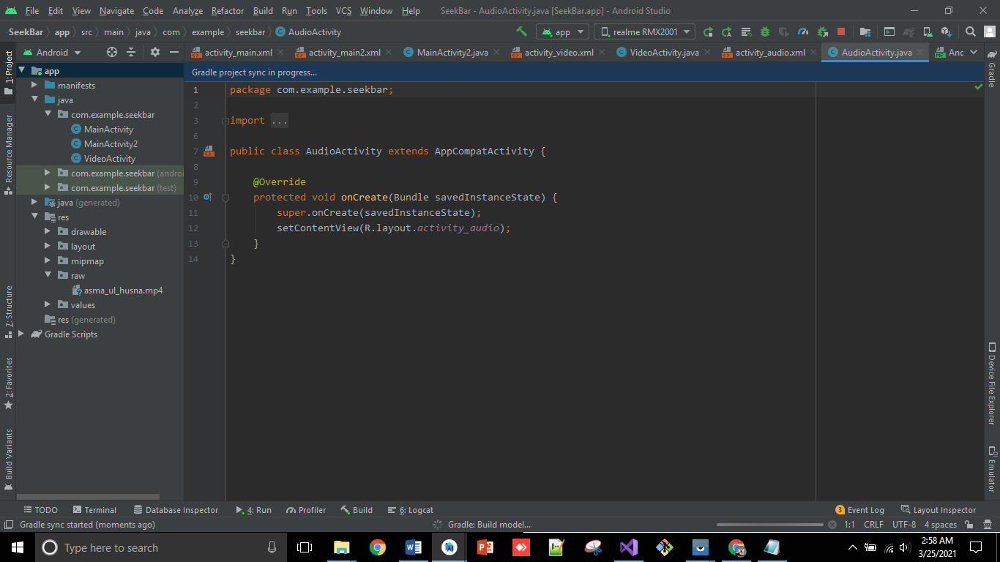 File Edit View Navigate Code Analyze Refactor Build Run Tools VCS Window Help SeekBar - AudioActivity.java [SeekBar.app] - Android Studio
SeekBar app src main java com example seekbar AudioActivity app realme RMX2001
Android activity_main.xml activity_main2.xml MainActivity2.java activity_video.xml VideoActivity.java activity_audio.xml AudioActivity.java Anc
Gradle project sync in progress...
1: Project
Resource Manager
7: Structure
2: Favorites
Build Variants
app
manifests
java
com.example.seekbar
MainActivity
MainActivity2
VideoActivity
com.example.seekbar (androi
com.example.seekbar (test)
java (generated)
res
drawable
layout
mipmap
raw
asma_ul_husna.mp4
values
res (generated)
Gradle Scripts
1 package com.example.seekbar;
2
3 import ...
6
7 public class AudioActivity extends AppCompatActivity {
8
9 @Override
10 protected void onCreate(Bundle savedInstanceState) {
11 super.onCreate(savedInstanceState);
12 setContentView(R.layout.activity_audio);
13 }
14 }
Gradle
Device File Explorer
Emulator
TODO Terminal Database Inspector 4: Run Profiler Build 6: Logcat 3 Event Log Layout Inspector
Gradle sync started (moments ago) Gradle: Build model... 1:1 CRLF UTF-8 4 spaces
Type here to search
2:58 AM
3/25/2021